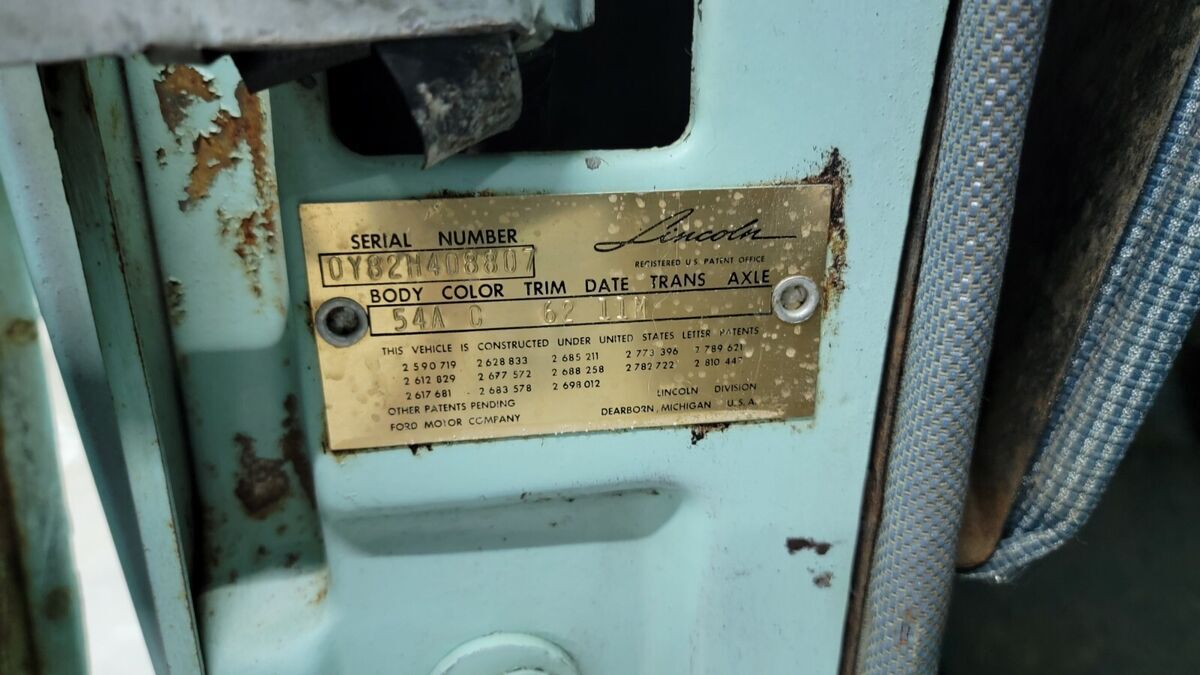 SERIAL NUMBER
Lincoln
0Y82H408807
REGISTERED U.S. PATENT OFFICE
BODY COLOR TRIM DATE TRANS AXLE
54A C 62 11M
THIS VEHICLE IS CONSTRUCTED UNDER UNITED STATES LETTER PATENTS
2 590 719 2 628 833 2 685 211 2 773 396 2 789 621
2 612 829 2 677 572 2 688 258 2 782 722
2 617 681 2 683 578 2 698 012
OTHER PATENTS PENDING
LINCOLN DIVISION
FORD MOTOR COMPANY
DEARBORN, MICHIGAN U.S.A.